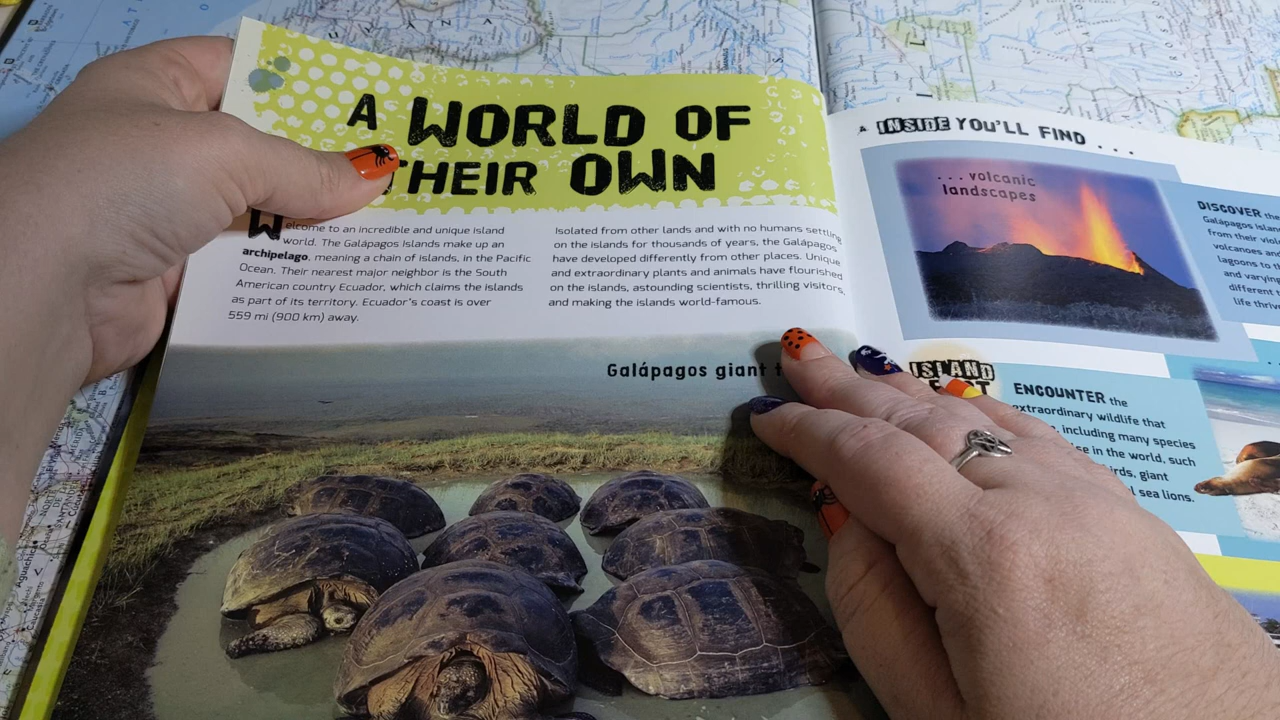 A WORLD OF
THEIR OWN
Welcome to an incredible and unique island
world. The Galápagos Islands make up an
archipelago, meaning a chain of islands, in the Pacific
Ocean. Their nearest major neighbor is the South
American country Ecuador, which claims the islands
as part of its territory. Ecuador's coast is over
559 mi (900 km) away.
Isolated from other lands and with no humans settling
on the islands for thousands of years, the Galápagos
have developed differently from other places. Unique
and extraordinary plants and animals have flourished
on the islands, astounding scientists, thrilling visitors,
and making the islands world-famous.
Galápagos giant
INSIDE YOU'LL FIND ...
...volcanic
landscapes
DISCOVER the
Galápagos
from their
volcanoes and
lagoons to
and varying
different
life
ISLAND
ENCOUNTER the
extraordinary wildlife that
including many species
in the world, such
giant
sea lions.